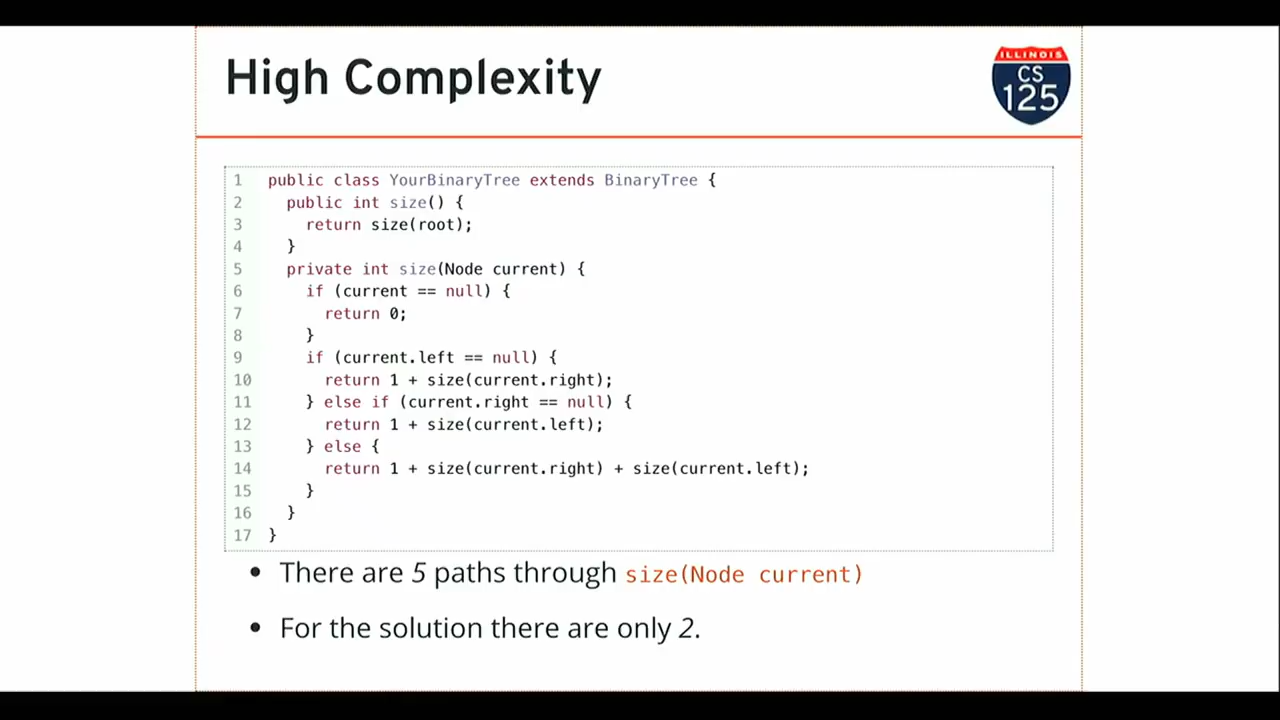 High Complexity
ILLINOIS
CS
125
1 public class YourBinaryTree extends BinaryTree {
2   public int size() {
3     return size(root);
4   }
5   private int size(Node current) {
6     if (current == null) {
7       return 0;
8     }
9     if (current.left == null) {
10       return 1 + size(current.right);
11     } else if (current.right == null) {
12       return 1 + size(current.left);
13     } else {
14       return 1 + size(current.right) + size(current.left);
15     }
16   }
17 }
• There are 5 paths through size(Node current)
• For the solution there are only 2.